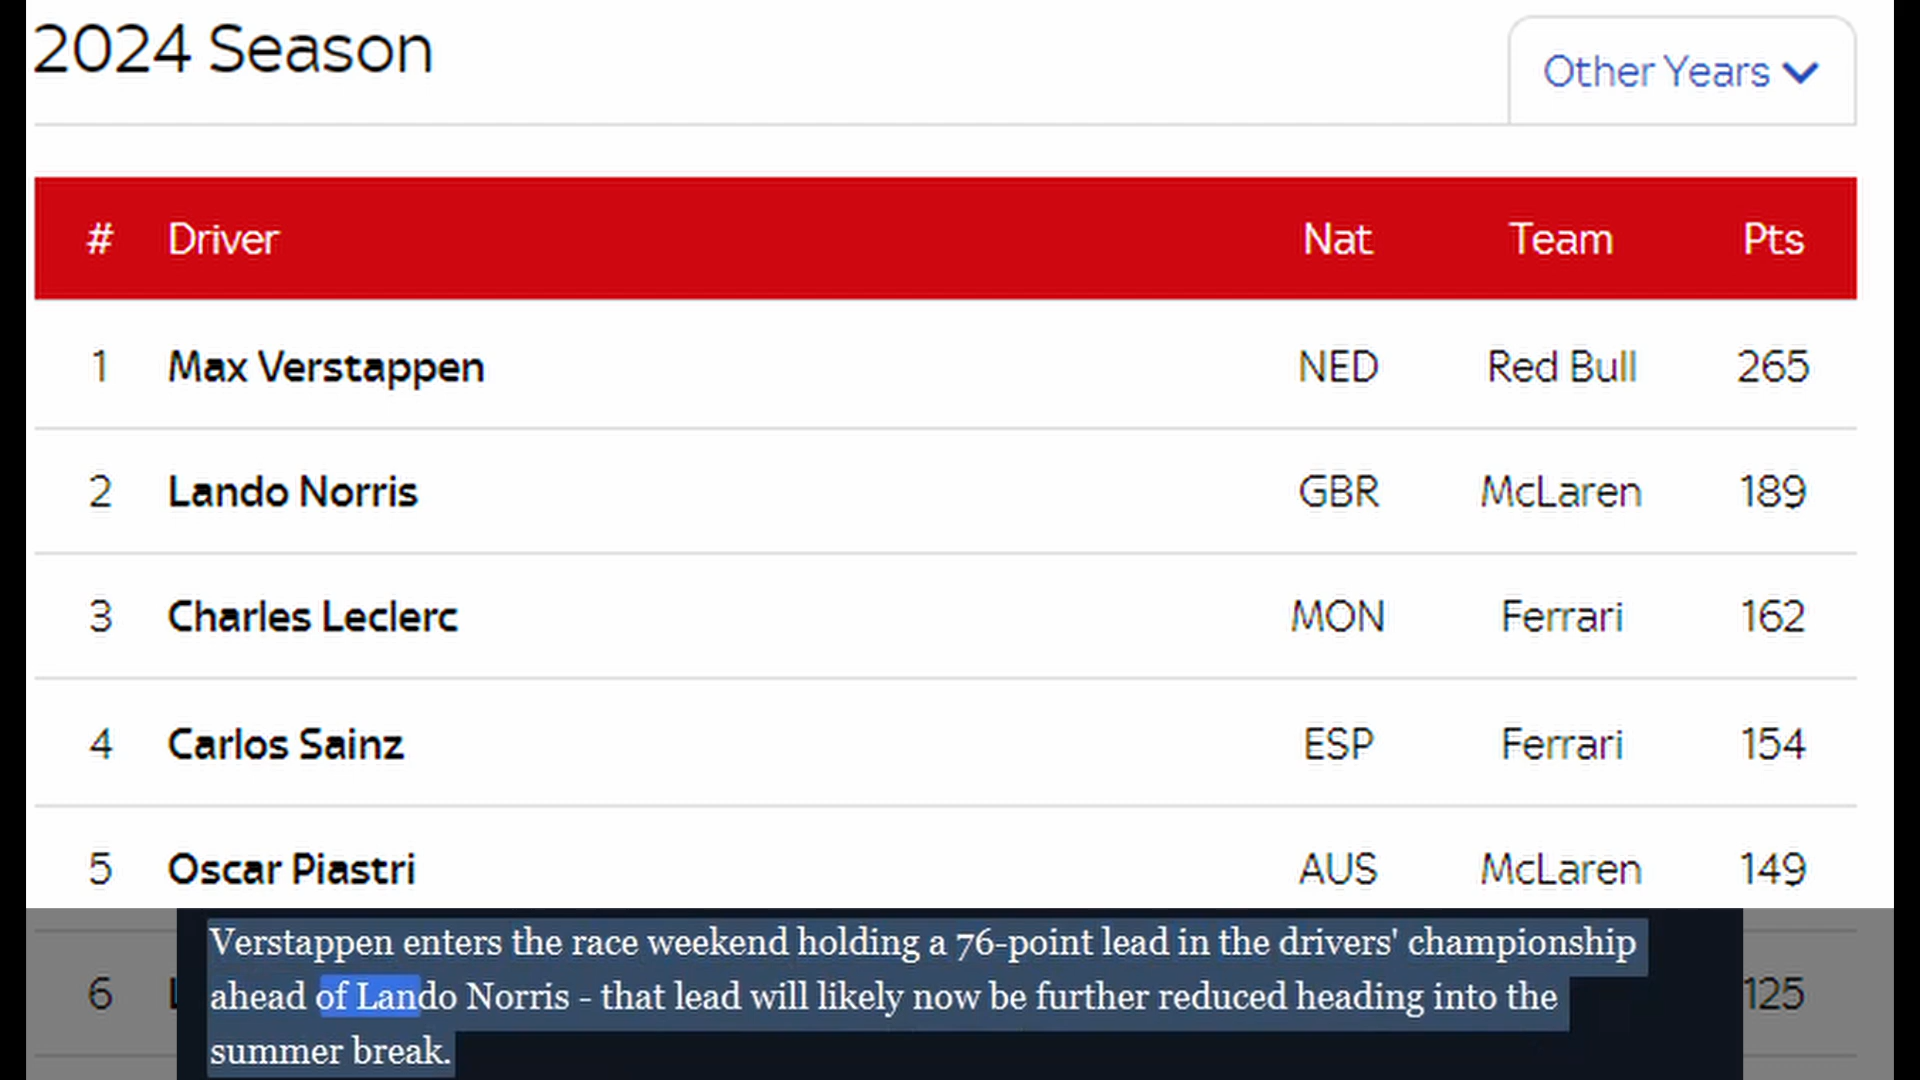 2024 Season
Other Years
# Driver Nat Team Pts
1 Max Verstappen NED Red Bull 265
2 Lando Norris GBR McLaren 189
3 Charles Leclerc MON Ferrari 162
4 Carlos Sainz ESP Ferrari 154
5 Oscar Piastri AUS McLaren 149
6 125
Verstappen enters the race weekend holding a 76-point lead in the drivers' championship
ahead of Lando Norris - that lead will likely now be further reduced heading into the
summer break.